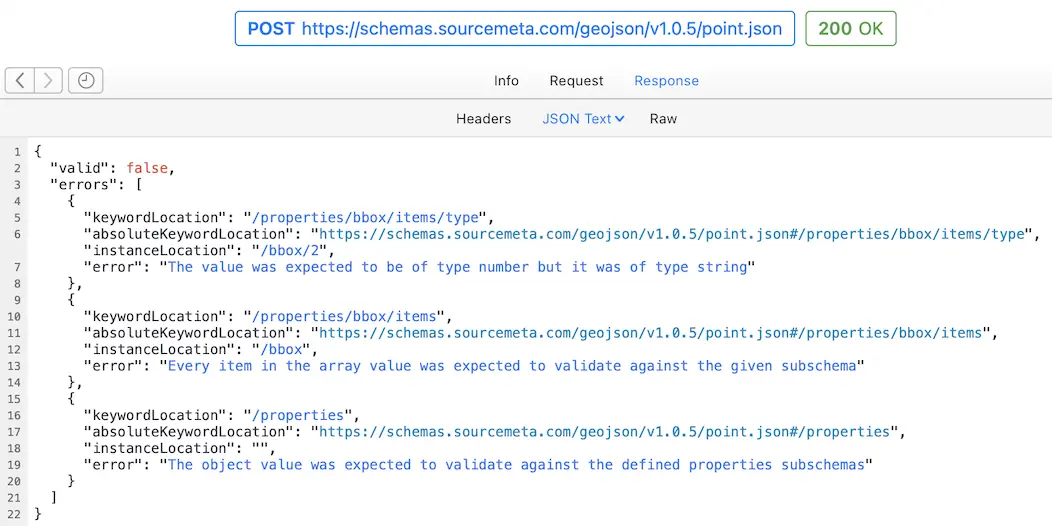 POST https://schemas.sourcemeta.com/geojson/v1.0.5/point.json 200 OK
Info Request Response
Headers JSON Text Raw
1 {
2 "valid": false,
3 "errors": [
4 {
5 "keywordLocation": "/properties/bbox/items/type",
6 "absoluteKeywordLocation": "https://schemas.sourcemeta.com/geojson/v1.0.5/point.json#/properties/bbox/items/type",
"instanceLocation": "/bbox/2",
7 "error": "The value was expected to be of type number but it was of type string"
8 },
9 {
10 "keywordLocation": "/properties/bbox/items",
11 "absoluteKeywordLocation": "https://schemas.sourcemeta.com/geojson/v1.0.5/point.json#/properties/bbox/items",
12 "instanceLocation": "/bbox",
13 "error": "Every item in the array value was expected to validate against the given subschema"
14 },
15 {
16 "keywordLocation": "/properties",
17 "absoluteKeywordLocation": "https://schemas.sourcemeta.com/geojson/v1.0.5/point.json#/properties",
18 "instanceLocation": "",
19 "error": "The object value was expected to validate against the defined properties subschemas"
20 }
21 ]
22 }